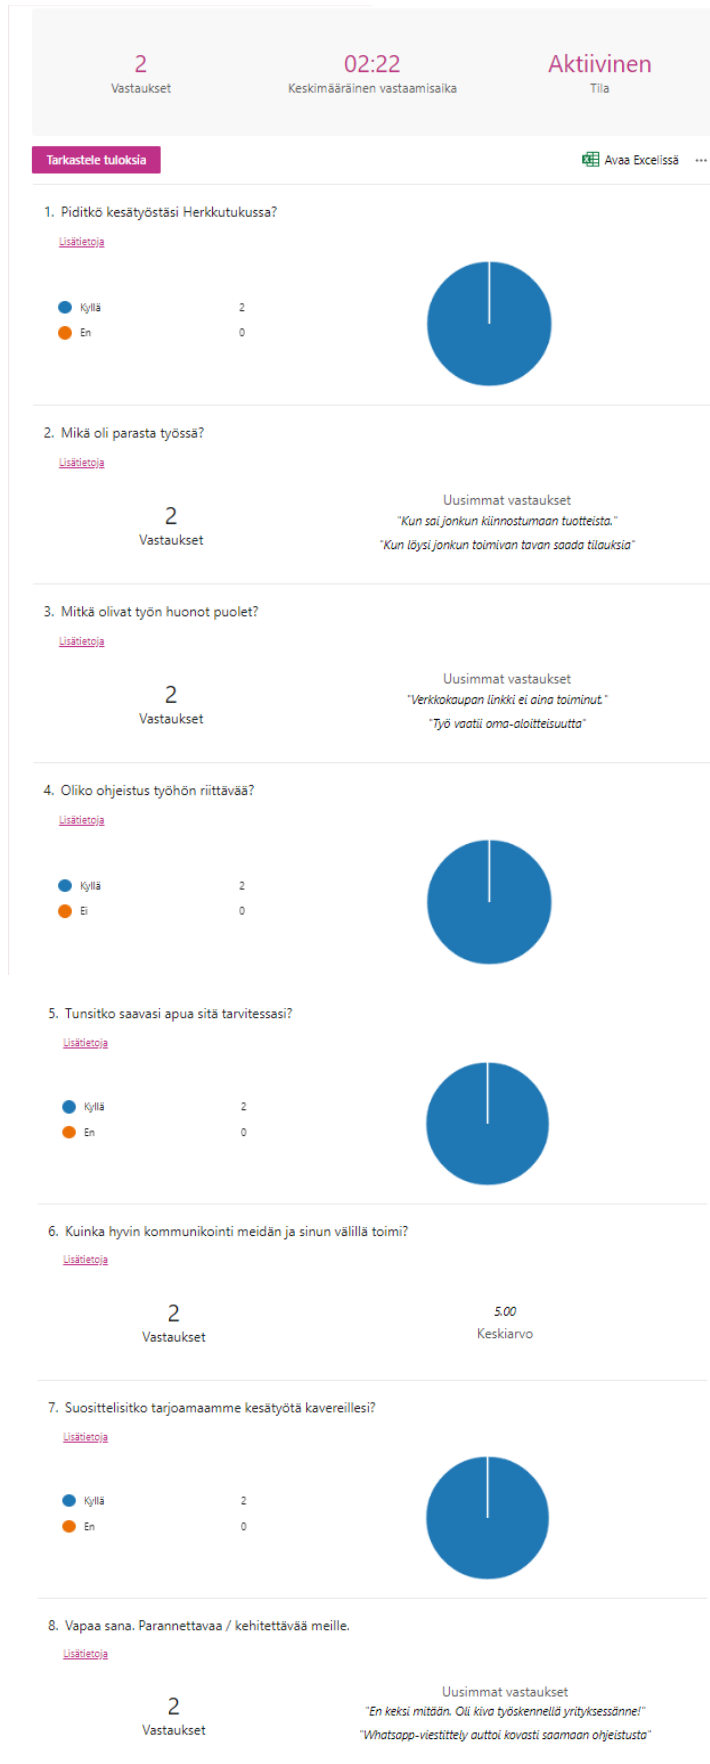 2
02:22
Aktiivinen
Vastaukset
Keskimääräinen vastaamisaika
Tila
Tarkastele tuloksia
Avaa Excelissä
1. Piditkö kesätyöstäsi Herkkutukussa?
Lisätietoja
Kyllä 2
En 0
2. Mikä oli parasta työssä?
Lisätietoja
2
Vastaukset
Uusimmat vastaukset
"Kun sai jonkun kiinnostumaan tuotteista."
"Kun löysi jonkun toimivan tavan saada tilauksia"
3. Mitkä olivat työn huonot puolet?
Lisätietoja
2
Vastaukset
Uusimmat vastaukset
"Verkkokaupan linkki ei aina toiminut."
"Työ vaatii oma-aloitteisuutta"
4. Oliko ohjeistus työhön riittävää?
Lisätietoja
Kyllä 2
Ei 0
5. Tunsitko saavasi apua sitä tarvitessasi?
Lisätietoja
Kyllä 2
En 0
6. Kuinka hyvin kommunikointi meidän ja sinun välillä toimi?
Lisätietoja
2
Vastaukset
5.00
Keskiarvo
7. Suosittelisitko tarjoamaamme kesätyötä kavereillesi?
Lisätietoja
Kyllä 2
En 0
8. Vapaa sana. Parannettavaa / kehitettävää meille.
Lisätietoja
2
Vastaukset
Uusimmat vastaukset
"En keksi mitään. Oli kiva työskennellä yrityksessänne!"
"Whatsapp-viestittely auttoi kovasti saamaan ohjeistusta"